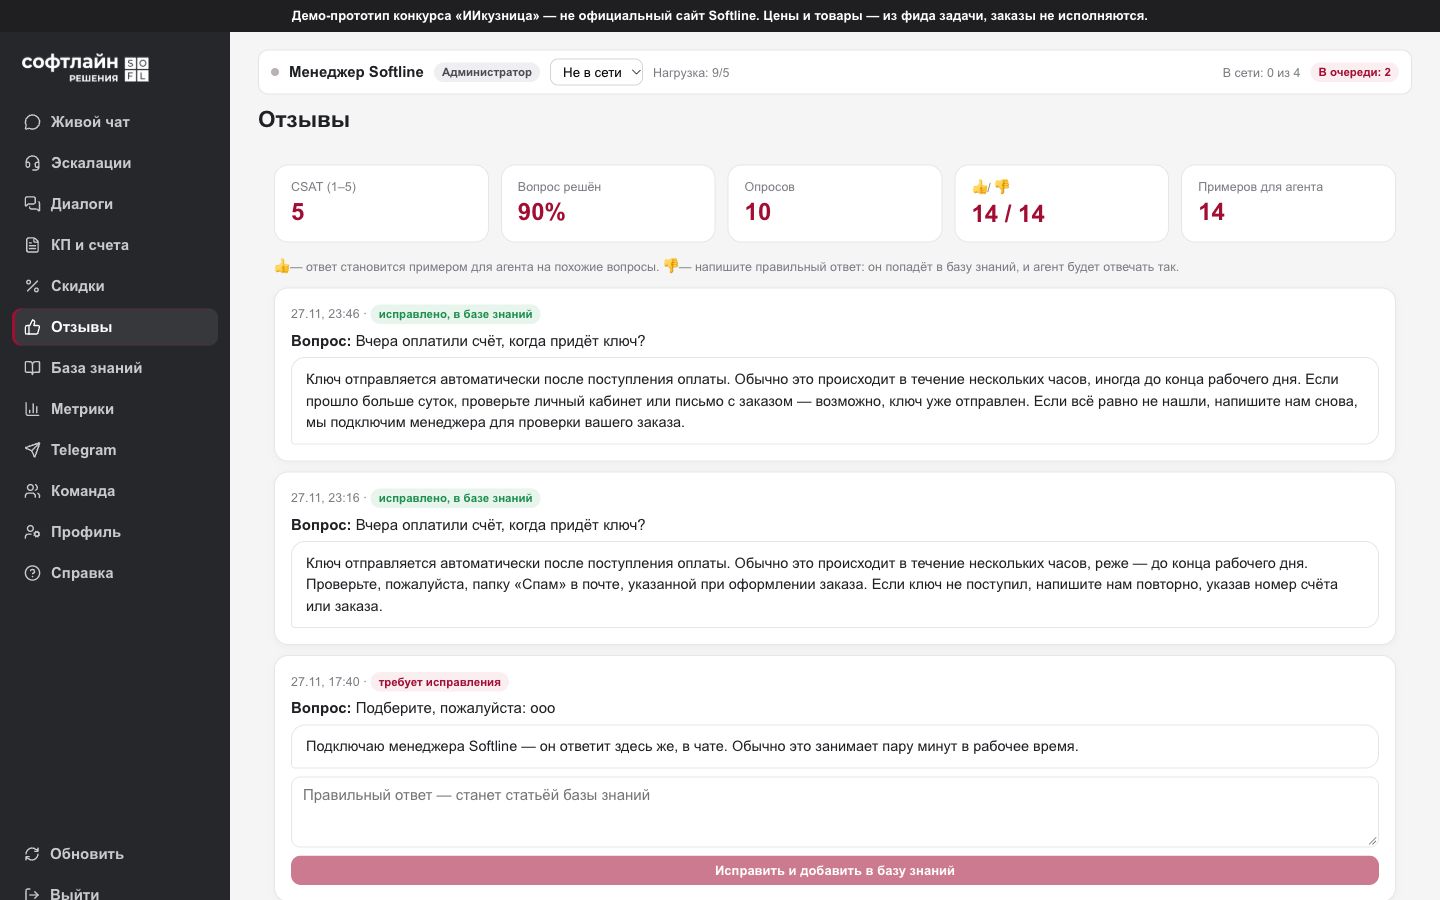 Демо-прототип конкурса «ИИкузница» — не официальный сайт Softline. Цены и товары — из фида задачи, заказы не исполняются.
софтлайн
РЕШЕНИЯ
SO
FL
Живой чат
Эскалации
Диалоги
КП и счета
Скидки
Отзывы
База знаний
Метрики
Telegram
Команда
Профиль
Справка
Обновить
Выйти
Менеджер Softline Администратор Не в сети Нагрузка: 9/5 В сети: 0 из 4 В очереди: 2
Отзывы
CSAT (1–5)
5
Вопрос решён
90%
Опросов
10
👍/ 👎
14 / 14
Примеров для агента
14
👍— ответ становится примером для агента на похожие вопросы. 👎— напишите правильный ответ: он попадёт в базу знаний, и агент будет отвечать так.
27.11, 23:46 · исправлено, в базе знаний
Вопрос: Вчера оплатили счёт, когда придёт ключ?
Ключ отправляется автоматически после поступления оплаты. Обычно это происходит в течение нескольких часов, иногда до конца рабочего дня. Если
прошло больше суток, проверьте личный кабинет или письмо с заказом — возможно, ключ уже отправлен. Если всё равно не нашли, напишите нам снова,
мы подключим менеджера для проверки вашего заказа.
27.11, 23:16 · исправлено, в базе знаний
Вопрос: Вчера оплатили счёт, когда придёт ключ?
Ключ отправляется автоматически после поступления оплаты. Обычно это происходит в течение нескольких часов, реже — до конца рабочего дня.
Проверьте, пожалуйста, папку «Спам» в почте, указанной при оформлении заказа. Если ключ не поступил, напишите нам повторно, указав номер счёта
или заказа.
27.11, 17:40 · требует исправления
Вопрос: Подберите, пожалуйста: ооо
Подключаю менеджера Softline — он ответит здесь же, в чате. Обычно это занимает пару минут в рабочее время.
Правильный ответ — станет статьёй базы знаний
Исправить и добавить в базу знаний